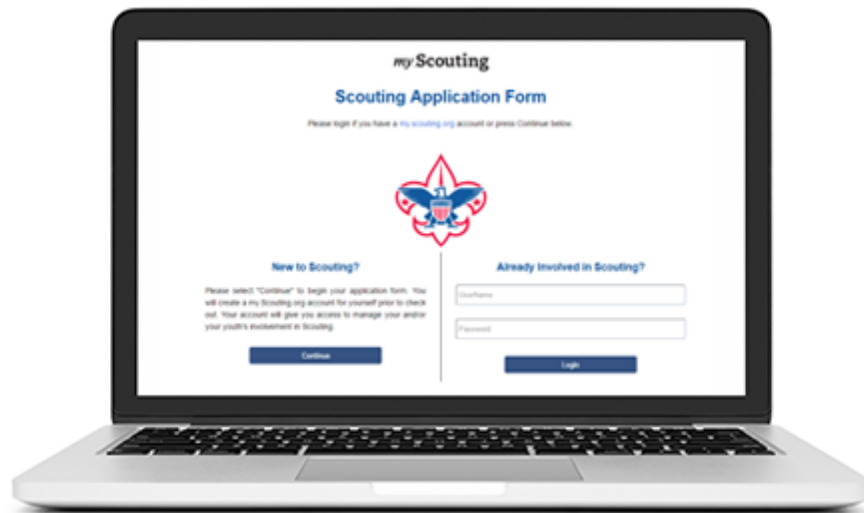 my Scouting
Scouting Application Form
Please login if you have a my.scouting.org account or press Continue below.
New to Scouting?
Please select "Continue" to begin your application form. You
will create a my.Scouting.org account for yourself prior to check
out. Your account will give you access to manage your and/or
your youth's involvement in Scouting.
Continue
Already Involved in Scouting?
UserName
Password
Login